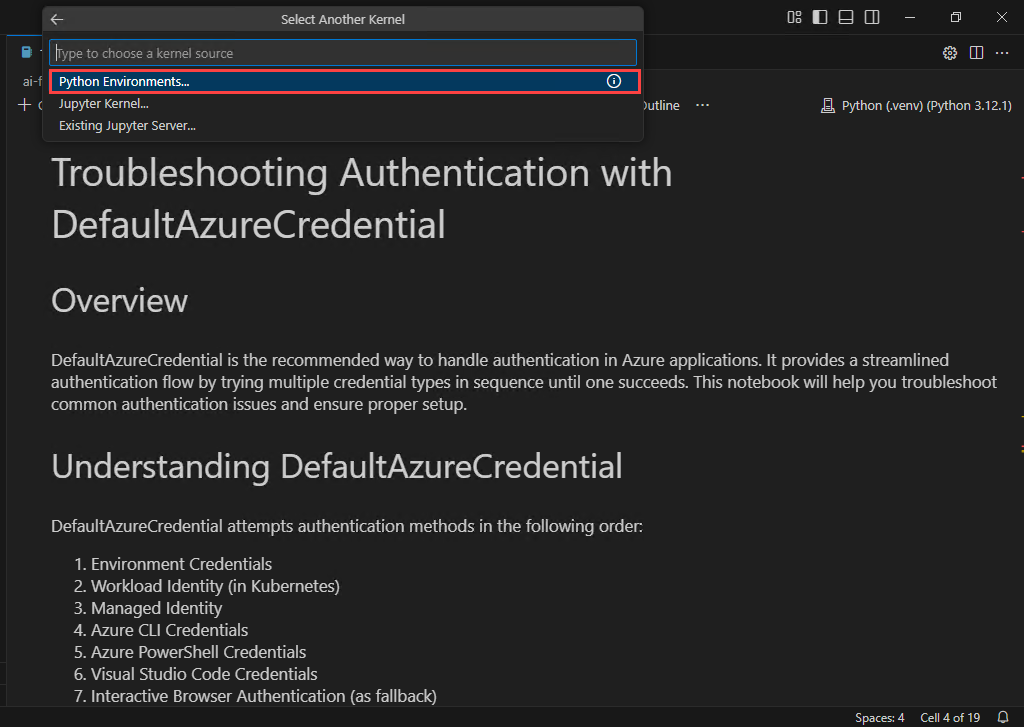 Select Another Kernel
Type to choose a kernel source
Python Environments...
Jupyter Kernel...
Existing Jupyter Server...
ai-f
Outline
Python (.venv) (Python 3.12.1)
Troubleshooting Authentication with
DefaultAzureCredential
Overview
DefaultAzureCredential is the recommended way to handle authentication in Azure applications. It provides a streamlined
authentication flow by trying multiple credential types in sequence until one succeeds. This notebook will help you troubleshoot
common authentication issues and ensure proper setup.
Understanding DefaultAzureCredential
DefaultAzureCredential attempts authentication methods in the following order:
1. Environment Credentials
2. Workload Identity (in Kubernetes)
3. Managed Identity
4. Azure CLI Credentials
5. Azure PowerShell Credentials
6. Visual Studio Code Credentials
7. Interactive Browser Authentication (as fallback)
Spaces: 4 Cell 4 of 19